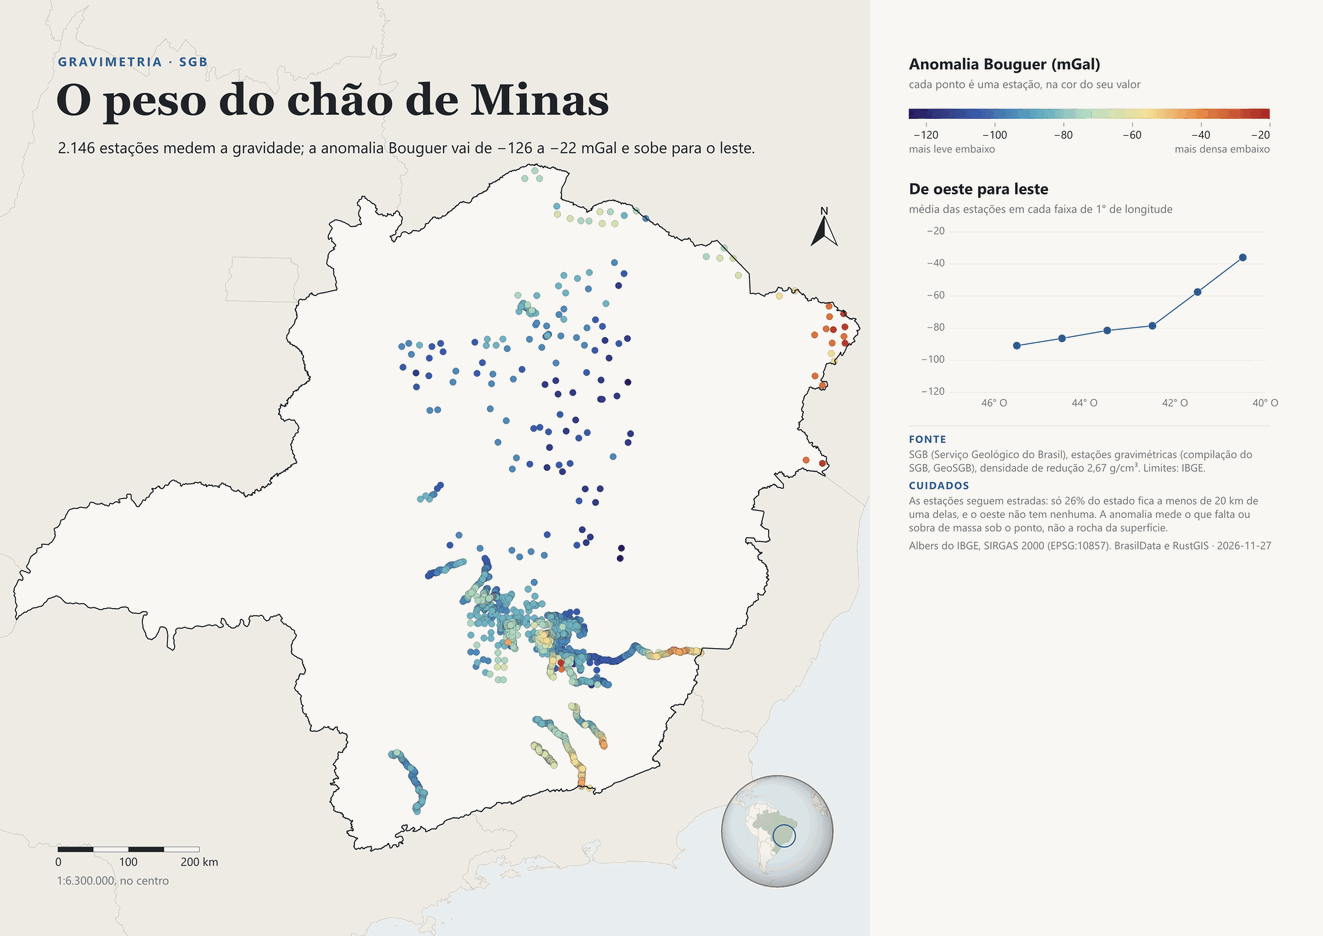 GRAVIMETRIA · SGB
O peso do chão de Minas
2.146 estações medem a gravidade; a anomalia Bouguer vai de −126 a −22 mGal e sobe para o leste.
N
0 100 200 km
1:6.300.000, no centro
Anomalia Bouguer (mGal)
cada ponto é uma estação, na cor do seu valor
−120 −100 −80 −60 −40 −20
mais leve embaixo mais densa embaixo
De oeste para leste
média das estações em cada faixa de 1° de longitude
−20
−40
−60
−80
−100
−120
46° O 44° O 42° O 40° O
FONTE
SGB (Serviço Geológico do Brasil), estações gravimétricas (compilação do
SGB, GeoSGB), densidade de redução 2,67 g/cm³. Limites: IBGE.
CUIDADOS
As estações seguem estradas: só 26% do estado fica a menos de 20 km de
uma delas, e o oeste não tem nenhuma. A anomalia mede o que falta ou
sobra de massa sob o ponto, não a rocha da superfície.
Albers do IBGE, SIRGAS 2000 (EPSG:10857). BrasilData e RustGIS · 2026-11-27